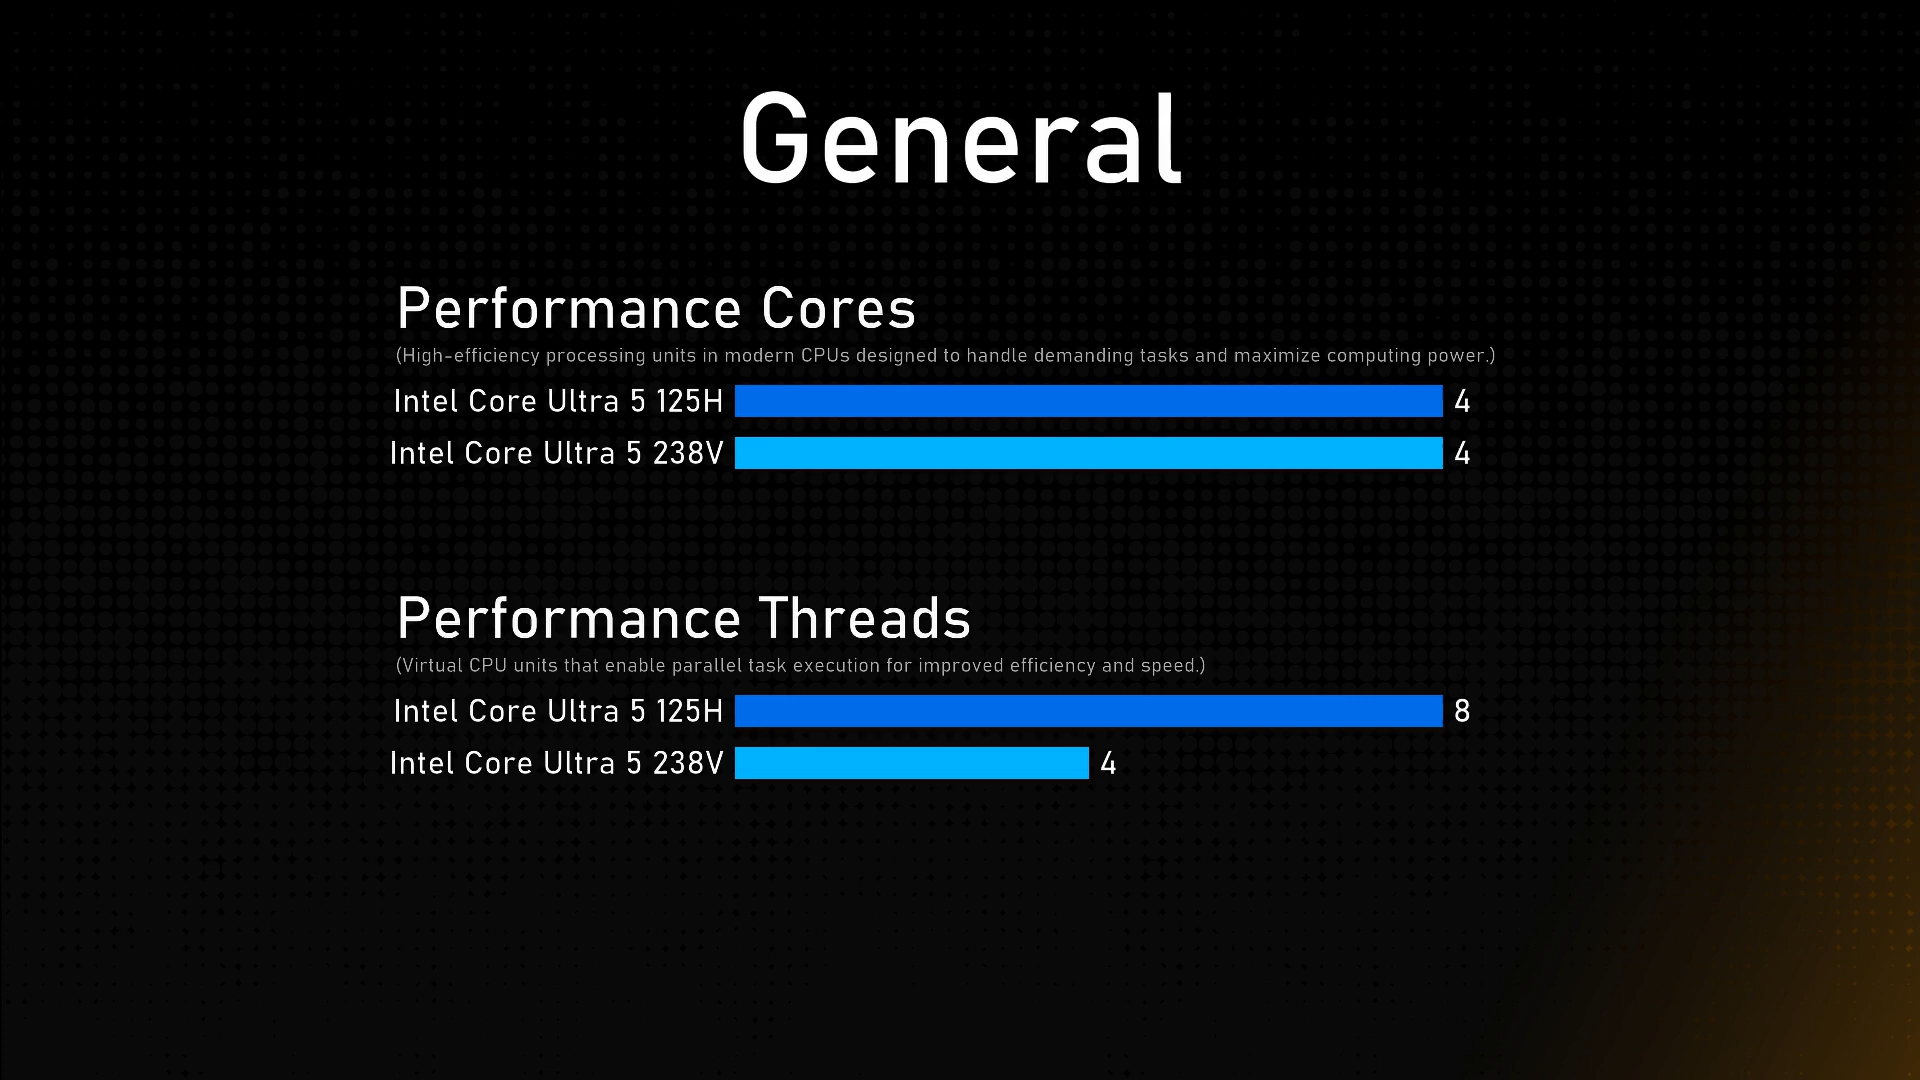 General
Performance Cores
(High-efficiency processing units in modern CPUs designed to handle demanding tasks and maximize computing power.)
Intel Core Ultra 5 125H 4
Intel Core Ultra 5 238V 4
Performance Threads
(Virtual CPU units that enable parallel task execution for improved efficiency and speed.)
Intel Core Ultra 5 125H 8
Intel Core Ultra 5 238V 4